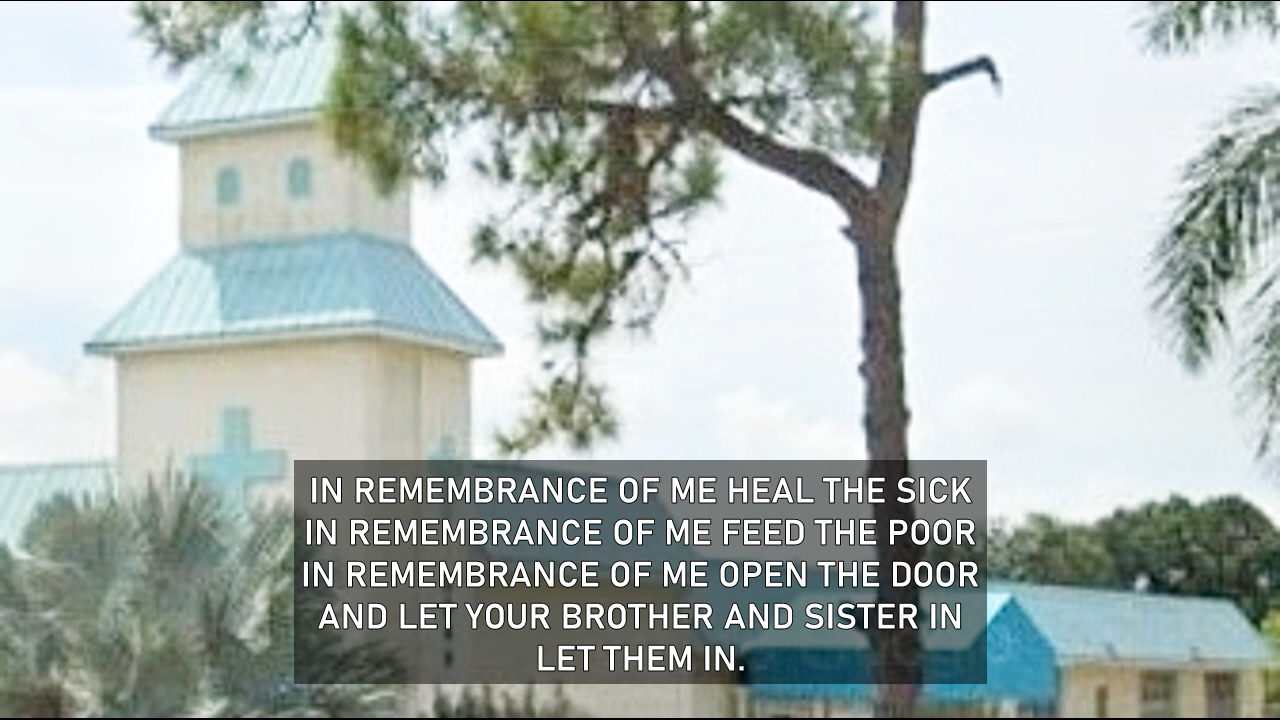 IN REMEMBRANCE OF ME HEAL THE SICK
IN REMEMBRANCE OF ME FEED THE POOR
IN REMEMBRANCE OF ME OPEN THE DOOR
AND LET YOUR BROTHER AND SISTER IN
LET THEM IN.